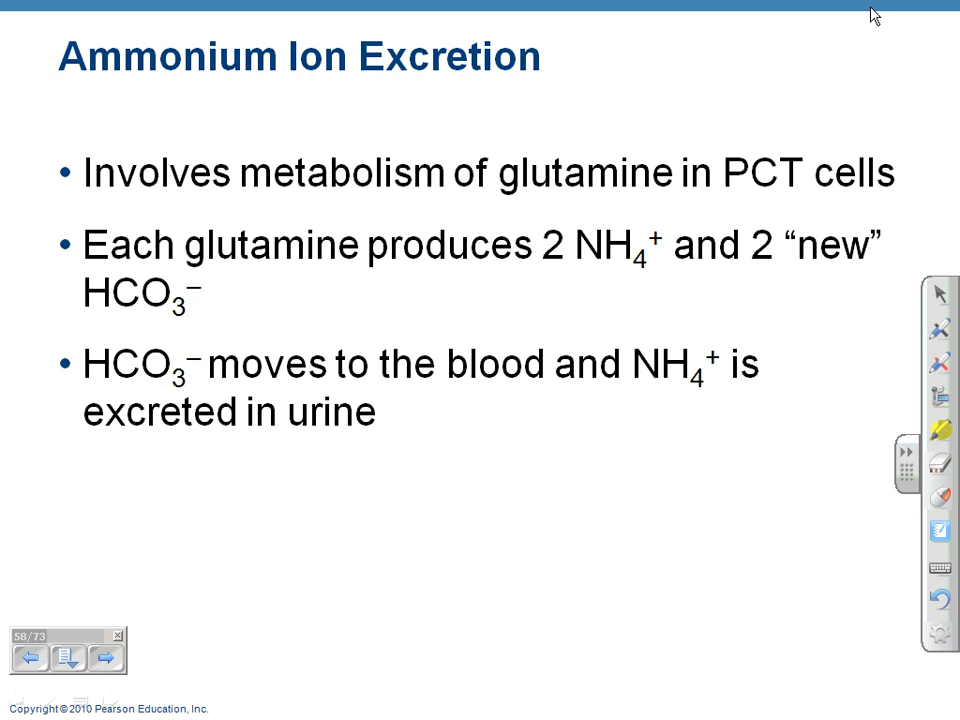 Ammonium Ion Excretion
• Involves metabolism of glutamine in PCT cells
• Each glutamine produces 2 NH₄⁺ and 2 “new”
HCO₃⁻
• HCO₃⁻ moves to the blood and NH₄⁺ is
excreted in urine
58/73
Copyright © 2010 Pearson Education, Inc.